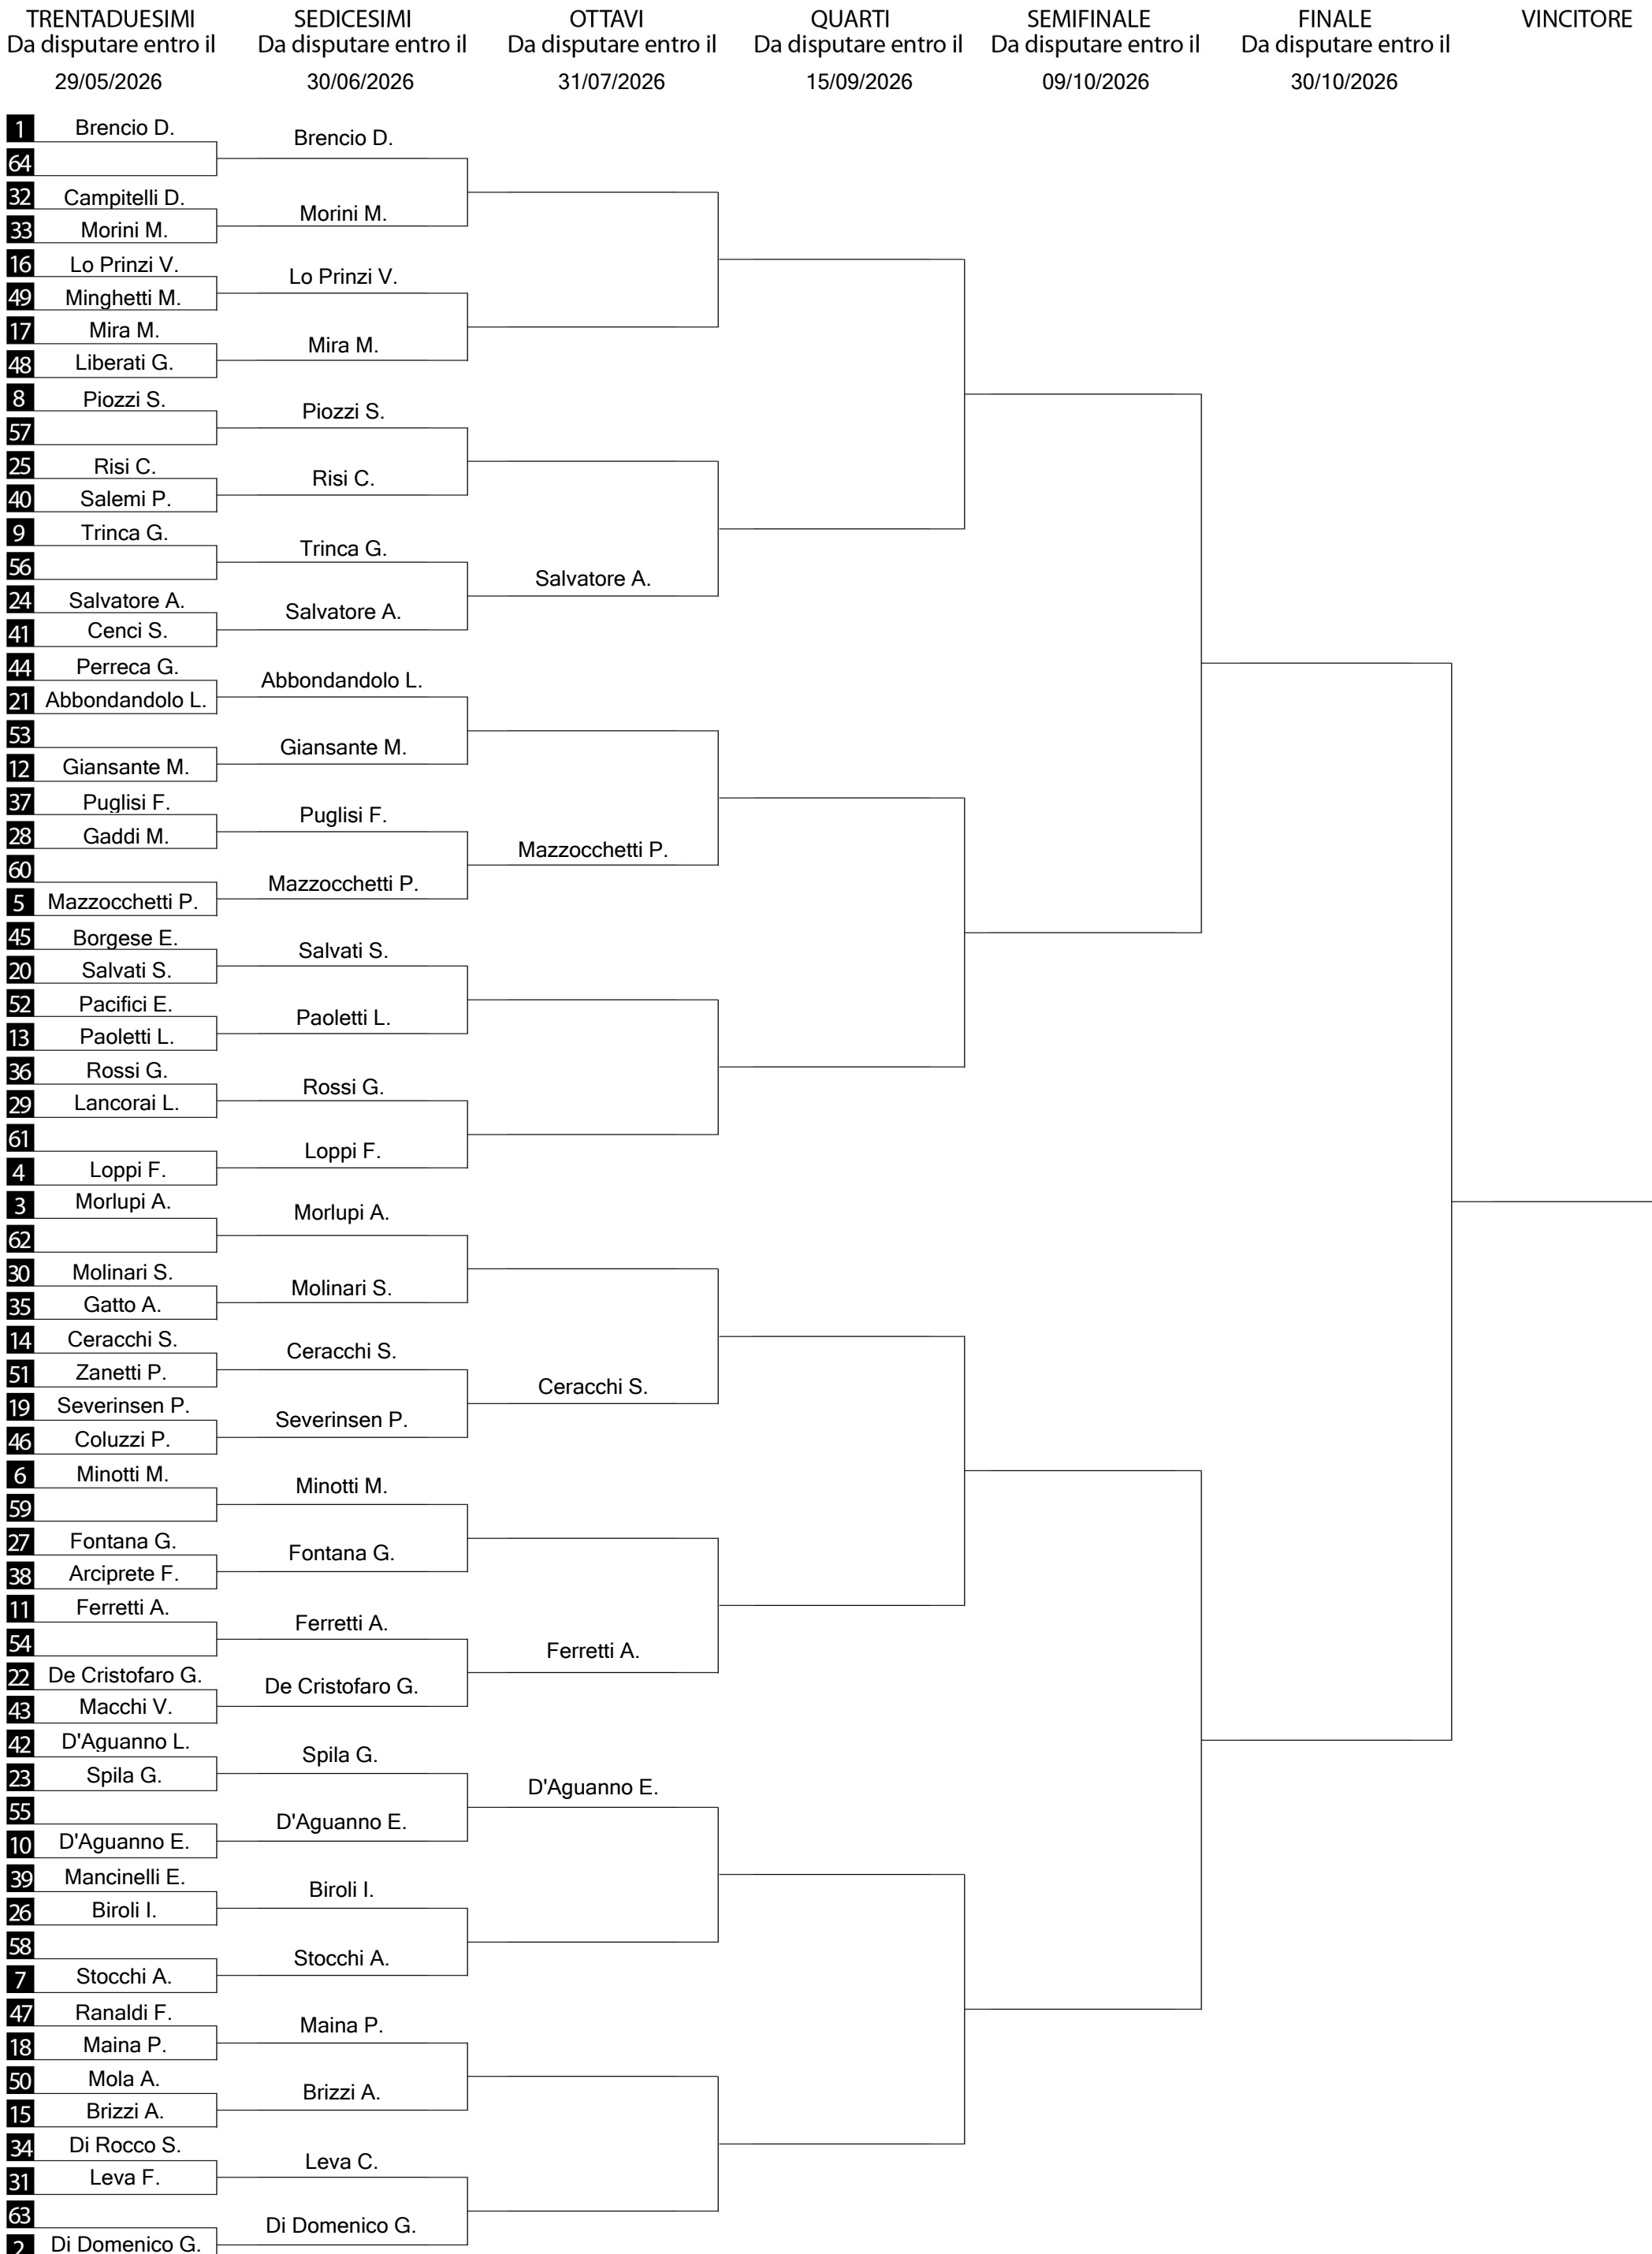 TRENTADUESIMI
Da disputare entro il
29/05/2026
SEDICESIMI
Da disputare entro il
30/06/2026
OTTAVI
Da disputare entro il
31/07/2026
QUARTI
Da disputare entro il
15/09/2026
SEMIFINALE
Da disputare entro il
09/10/2026
FINALE
Da disputare entro il
30/10/2026
VINCITORE
1 Brencio D.
64
32 Campitelli D.
33 Morini M.
16 Lo Prinzi V.
49 Minghetti M.
17 Mira M.
48 Liberati G.
8 Piozzi S.
57
25 Risi C.
40 Salemi P.
9 Trinca G.
56
24 Salvatore A.
41 Cenci S.
44 Perreca G.
21 Abbondandolo L.
53
12 Giansante M.
37 Puglisi F.
28 Gaddi M.
60
5 Mazzocchetti P.
45 Borgese E.
20 Salvati S.
52 Pacifici E.
13 Paoletti L.
36 Rossi G.
29 Lancorai L.
61
4 Loppi F.
3 Morlupi A.
62
30 Molinari S.
35 Gatto A.
14 Ceracchi S.
51 Zanetti P.
19 Severinsen P.
46 Coluzzi P.
6 Minotti M.
59
27 Fontana G.
38 Arciprete F.
11 Ferretti A.
54
22 De Cristofaro G.
43 Macchi V.
42 D'Aguanno L.
23 Spila G.
55
10 D'Aguanno E.
39 Mancinelli E.
26 Biroli I.
58
7 Stocchi A.
47 Ranaldi F.
18 Maina P.
50 Mola A.
15 Brizzi A.
34 Di Rocco S.
31 Leva F.
63
2 Di Domenico G.
Brencio D.
Morini M.
Lo Prinzi V.
Mira M.
Piozzi S.
Risi C.
Trinca G.
Salvatore A.
Abbondandolo L.
Giansante M.
Puglisi F.
Mazzocchetti P.
Salvati S.
Paoletti L.
Rossi G.
Loppi F.
Morlupi A.
Molinari S.
Ceracchi S.
Severinsen P.
Minotti M.
Fontana G.
Ferretti A.
De Cristofaro G.
Spila G.
D'Aguanno E.
Biroli I.
Stocchi A.
Maina P.
Brizzi A.
Leva C.
Di Domenico G.
Salvatore A.
Mazzocchetti P.
Ceracchi S.
Ferretti A.
D'Aguanno E.